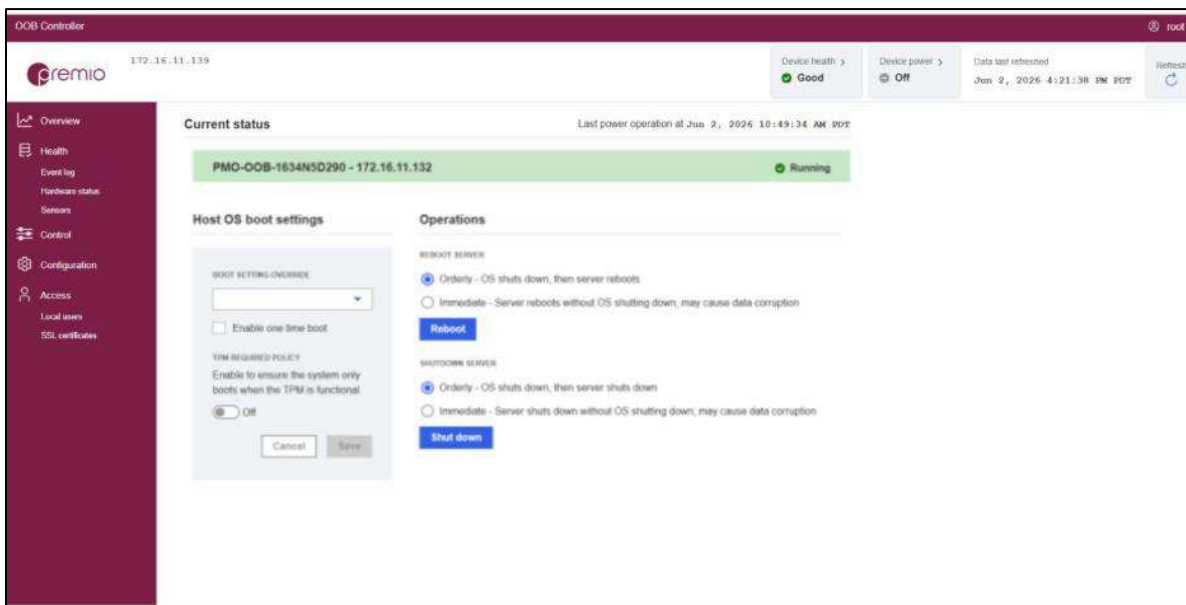 OOB Controller
root
premio
172.16.11.139
Device health
Good
Device power
Off
Data last refreshed
Jun 2, 2026 4:21:38 PM PDT
Refresh
Overview
Health
Event log
Hardware status
Sensors
Control
Configuration
Access
Local users
SSL certificates
Current status
Last power operation at Jun 2, 2026 10:49:34 AM PDT
PMO-OOB-1634N5D290 - 172.16.11.132
Running
Host OS boot settings
BOOT SETTING OVERRIDE
Enable one time boot
TPM REQUIRED POLICY
Enable to ensure the system only
boots when the TPM is functional.
Off
Cancel
Save
Operations
REBOOT SERVER
Orderly - OS shuts down, then server reboots
Immediate - Server reboots without OS shutting down; may cause data corruption
Reboot
SHUTDOWN SERVER
Orderly - OS shuts down, then server shuts down
Immediate - Server shuts down without OS shutting down; may cause data corruption
Shut down